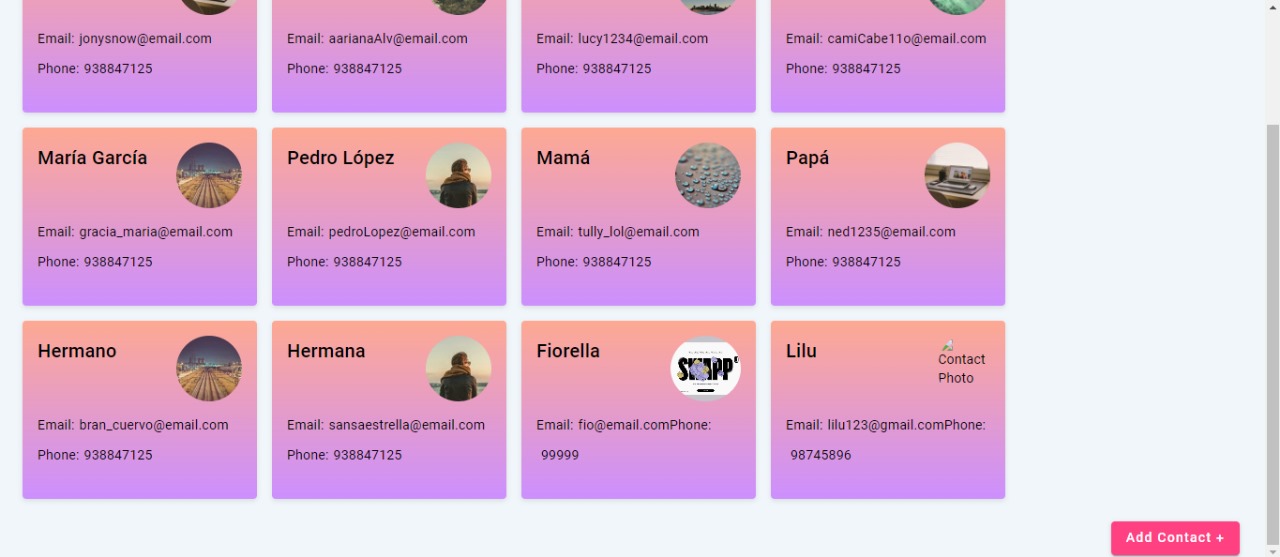 Email: jonysnow@email.com
Phone: 938847125
Email: aarianaAlv@email.com
Phone: 938847125
Email: lucy1234@email.com
Phone: 938847125
Email: camiCabe11o@email.com
Phone: 938847125
María García
Email: gracia_maria@email.com
Phone: 938847125
Pedro López
Email: pedroLopez@email.com
Phone: 938847125
Mamá
Email: tully_lol@email.com
Phone: 938847125
Papá
Email: ned1235@email.com
Phone: 938847125
Hermano
Email: bran_cuervo@email.com
Phone: 938847125
Hermana
Email: sansaestrella@email.com
Phone: 938847125
Fiorella
Email: fio@email.comPhone:
99999
Lilu
Contact
Photo
Email: lilu123@gmail.comPhone:
98745896
Add Contact +